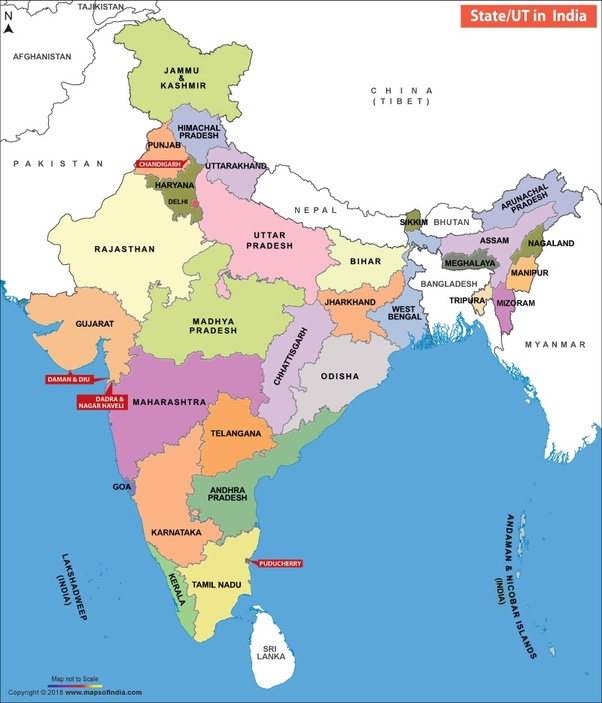 State/UT in India
N
TAJIKISTAN
AFGHANISTAN
JAMMU
&
KASHMIR
CHINA
(TIBET)
HIMACHAL
PRADESH
PUNJAB
CHANDIGARH
PAKISTAN
UTTARAKHAND
HARYANA
DELHI
ARUNACHAL
PRADESH
NEPAL
SIKKIM
BHUTAN
UTTAR
PRADESH
ASSAM
NAGALAND
RAJASTHAN
BIHAR
MEGHALAYA
MANIPUR
BANGLADESH
JHARKHAND
TRIPURA
MIZORAM
WEST
BENGAL
GUJARAT
MADHYA
PRADESH
MYANMAR
CHHATTISGARH
DAMAN & DIU
ODISHA
DADRA &
NAGAR HAVELI
MAHARASHTRA
TELANGANA
GOA
ANDHRA
PRADESH
KARNATAKA
ANDAMAN & NICOBAR ISLANDS
(INDIA)
LAKSHADWEEP
(INDIA)
PUDUCHERRY
KERALA
TAMIL NADU
SRI
LANKA
Map not to Scale
Copyright © 2018 www.mapsofindia.com